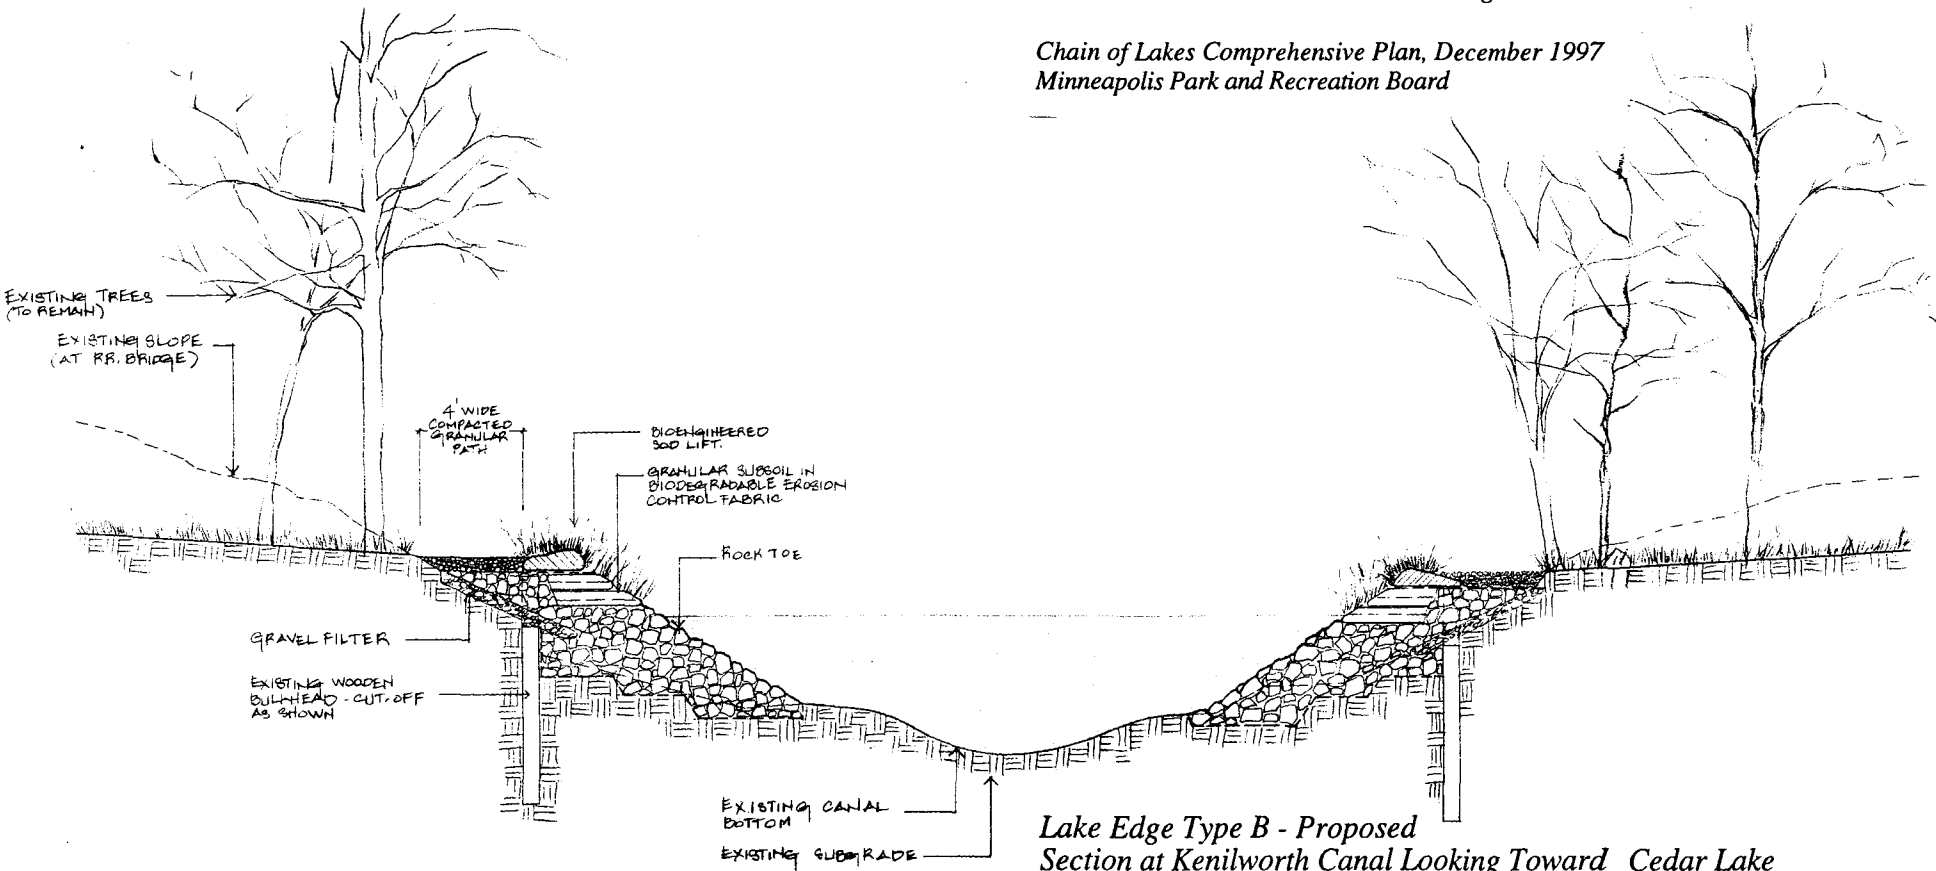 Chain of Lakes Comprehensive Plan, December 1997
Minneapolis Park and Recreation Board
EXISTING TREES
(TO REMAIN)
EXISTING SLOPE
(AT RR. BRIDGE)
4' WIDE
COMPACTED
GRANULAR
PATH
BIOENGINEERED
SOD LIFT.
GRANULAR SUBSOIL IN
BIODEGRADABLE EROSION
CONTROL FABRIC
ROCK TOE
GRAVEL FILTER
EXISTING WOODEN
BULKHEAD - CUT-OFF
AS SHOWN
EXISTING CANAL
BOTTOM
EXISTING SUBGRADE
Lake Edge Type B - Proposed
Section at Kenilworth Canal Looking Toward Cedar Lake